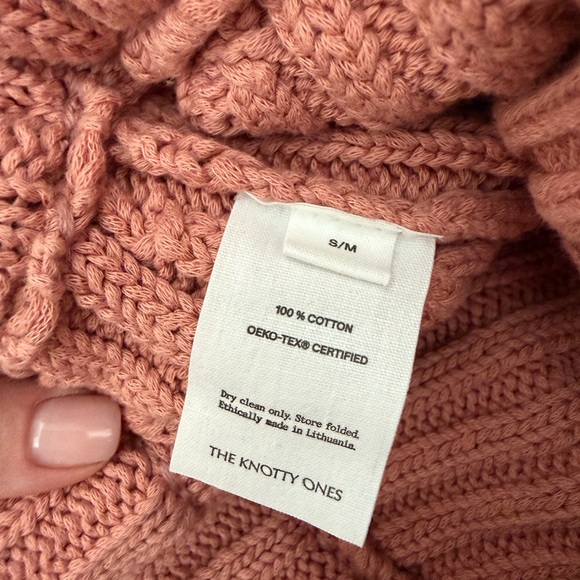 S/M
100 % COTTON
OEKO-TEX® CERTIFIED
Dry clean only. Store folded.
Ethically made in Lithuania.
THE KNOTTY ONES